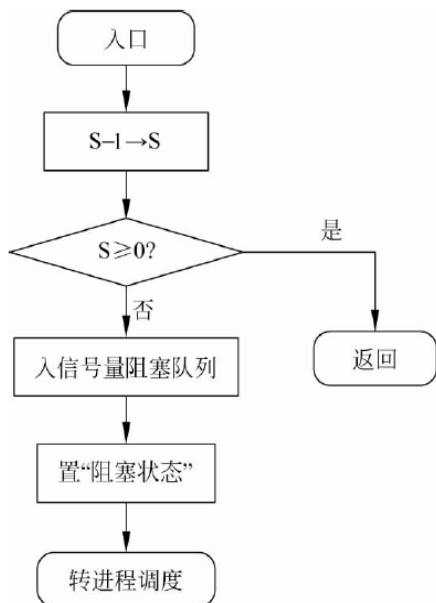 入口
S−1→S
S≥0?
是
否
入信号量阻塞队列
返回
置“阻塞状态”
转进程调度